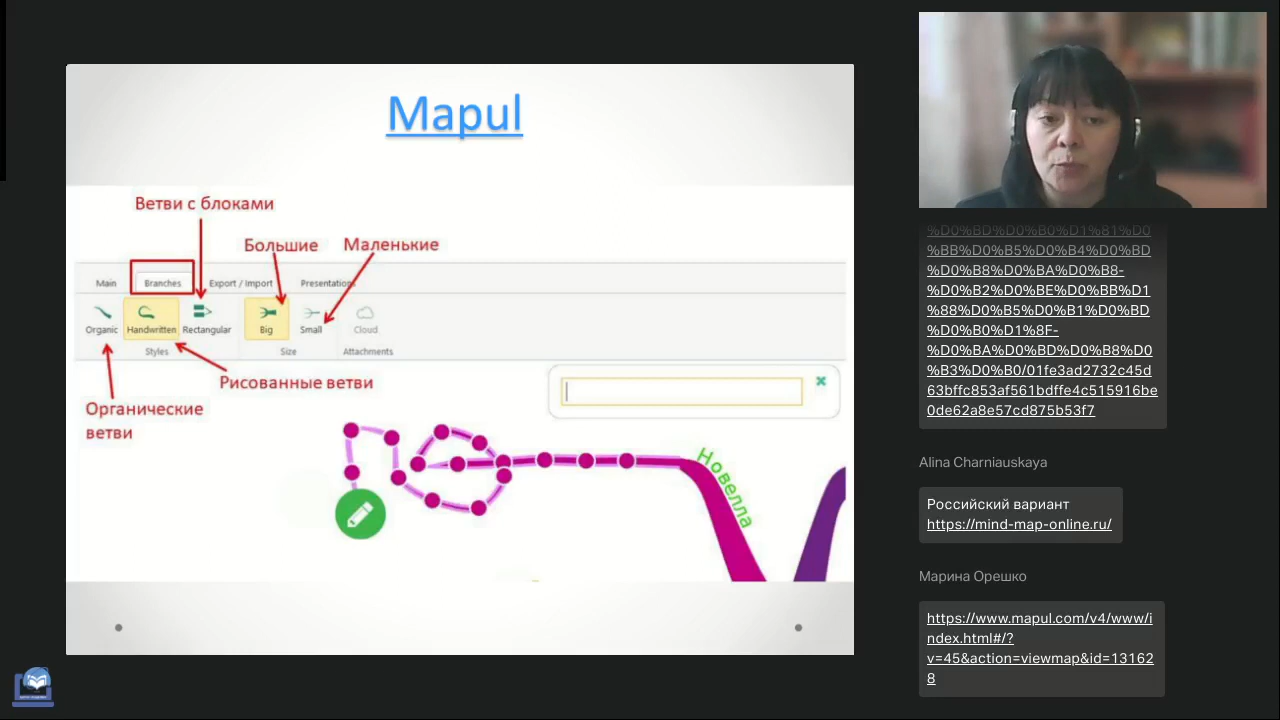 Mapul
Ветви с блоками
Большие
Маленькие
Main
Branches
Export / Import
Presentations
Organic
Handwritten
Rectangular
Big
Small
Cloud
Styles
Size
Attachments
Рисованные ветви
Органические
ветви
Новелла
%D0%BD%D0%B0%D1%81%D0
%BB%D0%B5%D0%B4%D0%BD
%D0%B8%D0%BA%D0%B8-
%D0%B2%D0%BE%D0%BB%D1
%88%D0%B5%D0%B1%D0%BD
%D0%B0%D1%8F-
%D0%BA%D0%BD%D0%B8%D0
%B3%D0%B0/01fe3ad2732c45d
63bffc853af561bdffe4c515916be
0de62a8e57cd875b53f7
Alina Charniauskaya
Российский вариант
https://mind-map-online.ru/
Марина Орешко
https://www.mapul.com/v4/www/i
ndex.html#/?
v=45&action=viewmap&id=13162
8